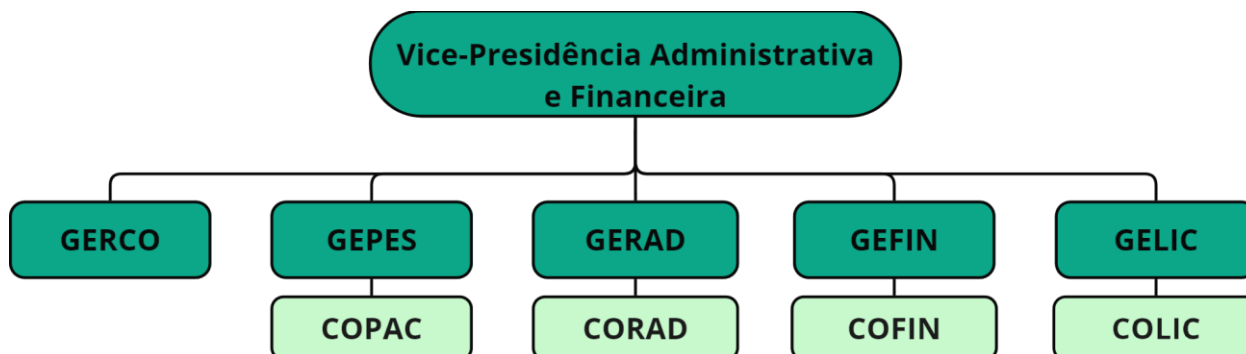 Vice-Presidência Administrativa
e Financeira
GERCO
GEPES
GERAD
GEFIN
GELIC
COPAC
CORAD
COFIN
COLIC